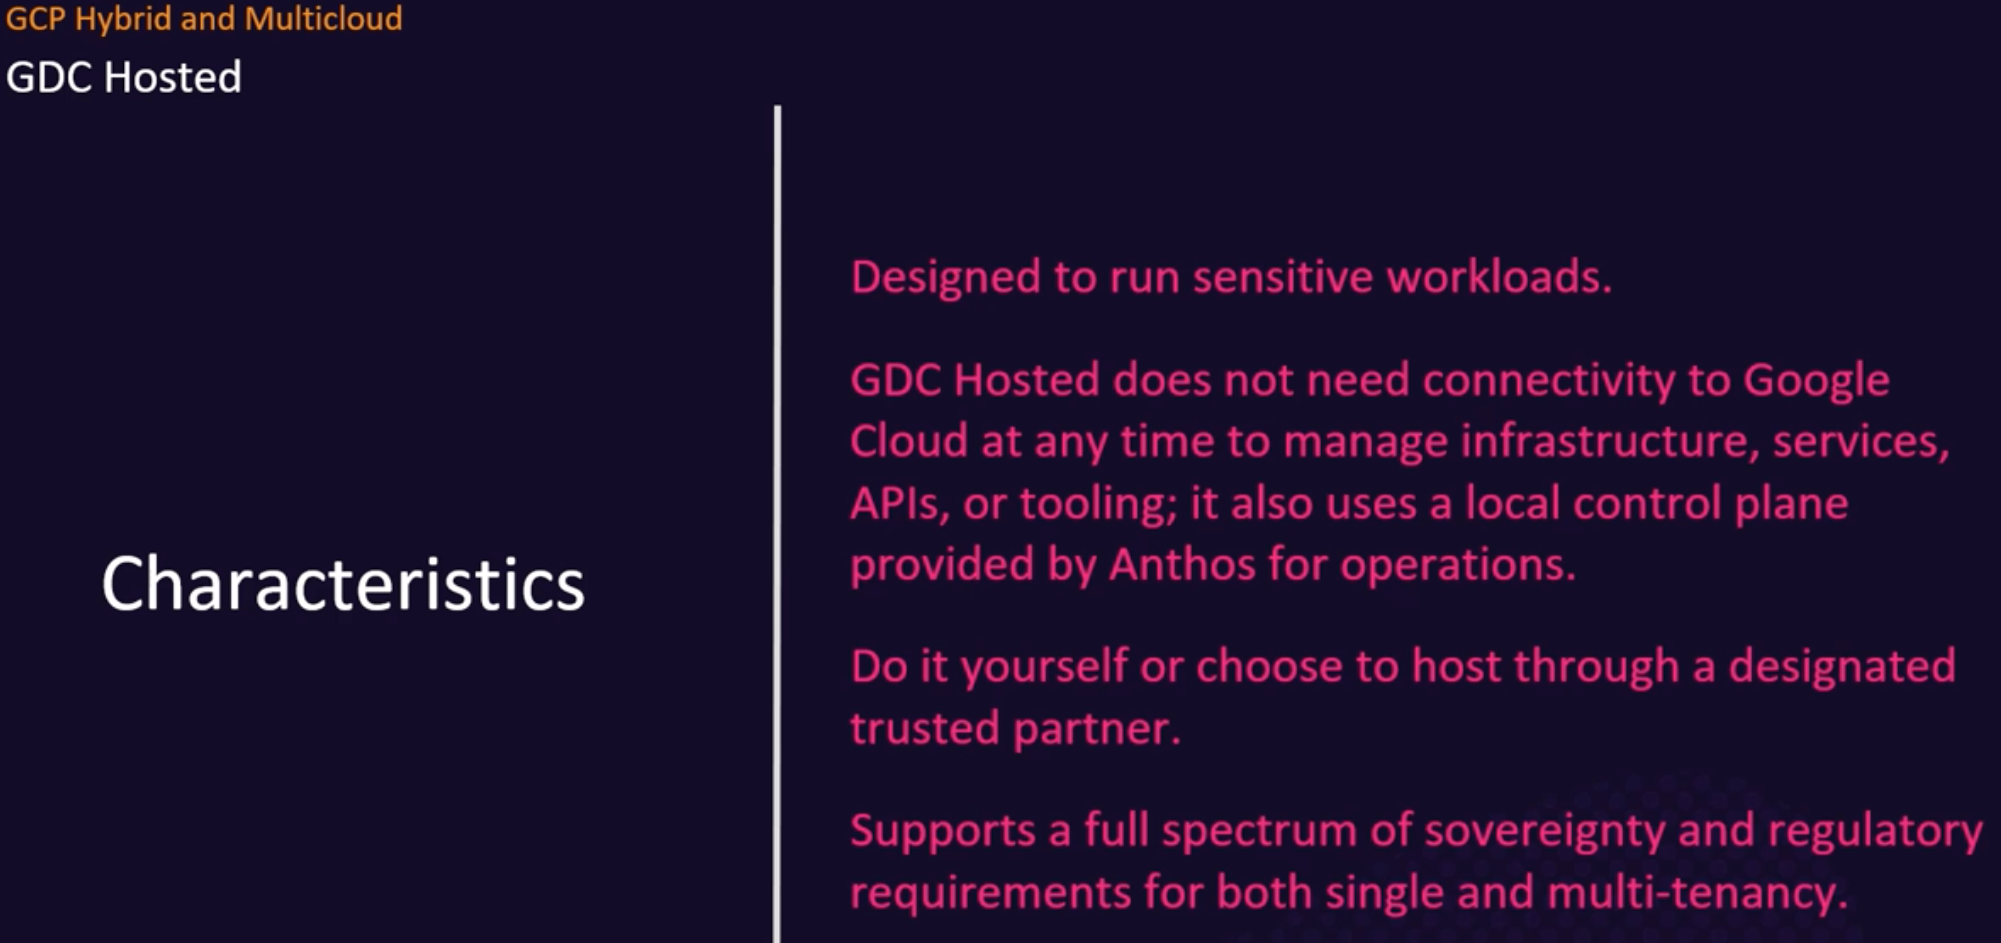 GCP Hybrid and Multicloud
GDC Hosted
Characteristics
Designed to run sensitive workloads.
GDC Hosted does not need connectivity to Google
Cloud at any time to manage infrastructure, services,
APIs, or tooling; it also uses a local control plane
provided by Anthos for operations.
Do it yourself or choose to host through a designated
trusted partner.
Supports a full spectrum of sovereignty and regulatory
requirements for both single and multi-tenancy.